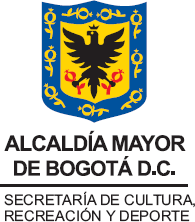 ALCALDÍA MAYOR
DE BOGOTÁ D.C.
SECRETARÍA DE CULTURA,
RECREACIÓN Y DEPORTE